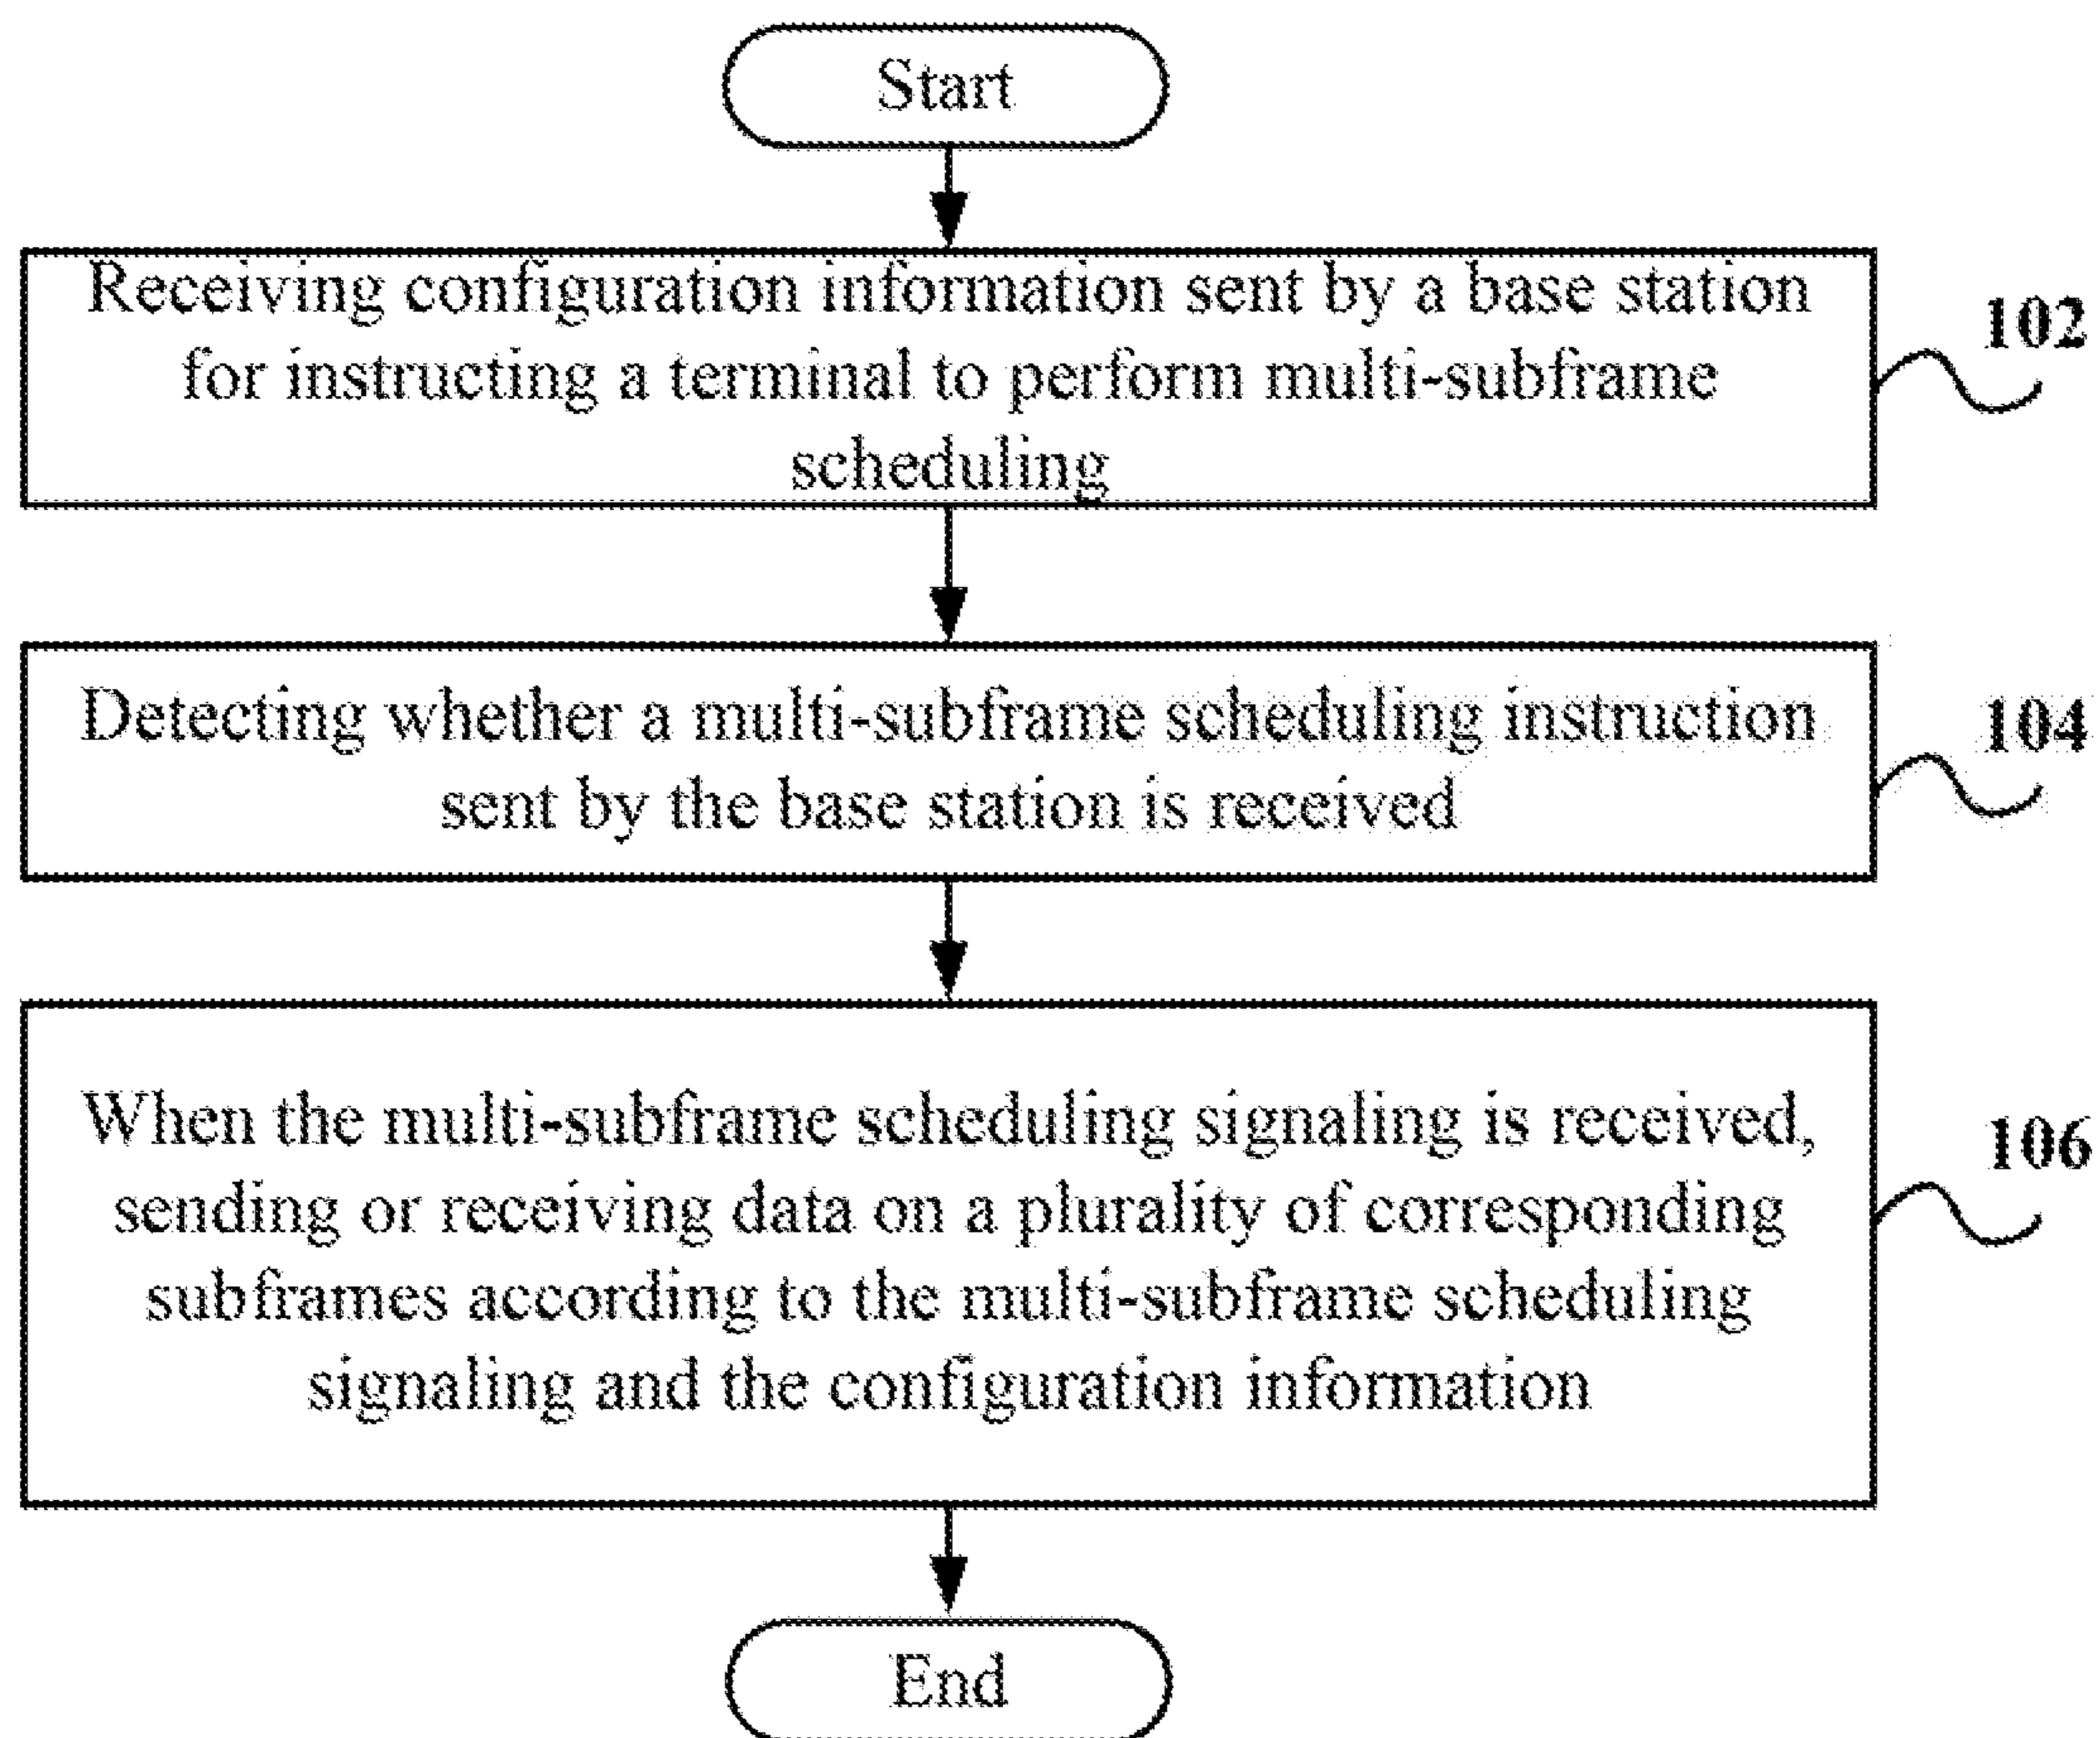 Start
Receiving configuration information sent by a base station
for instructing a terminal to perform multi-subframe
scheduling
102
Detecting whether a multi-subframe scheduling instruction
sent by the base station is received
104
When the multi-subframe scheduling signaling is received,
sending or receiving data on a plurality of corresponding
subframes according to the multi-subframe scheduling
signaling and the configuration information
106
End